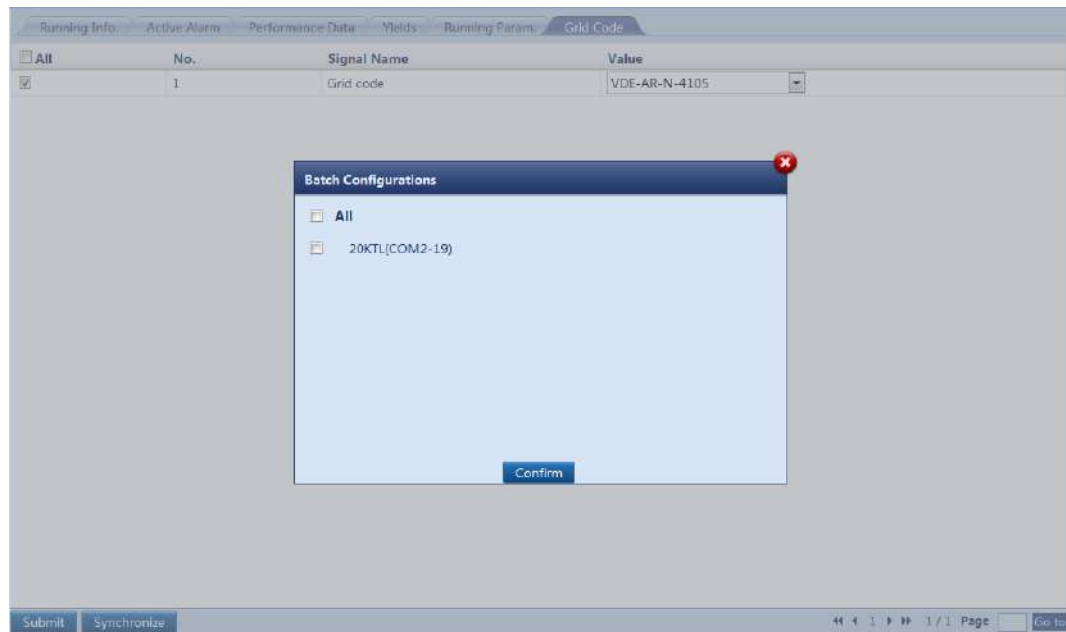 Running Info. Active Alarm Performance Data Yields Running Param. Grid Code
All No. Signal Name Value
1 Grid code VDE-AR-N-4105
Batch Configurations
All
20KTL(COM2-19)
Confirm
Submit Synchronize 1 1/1 Page Go to